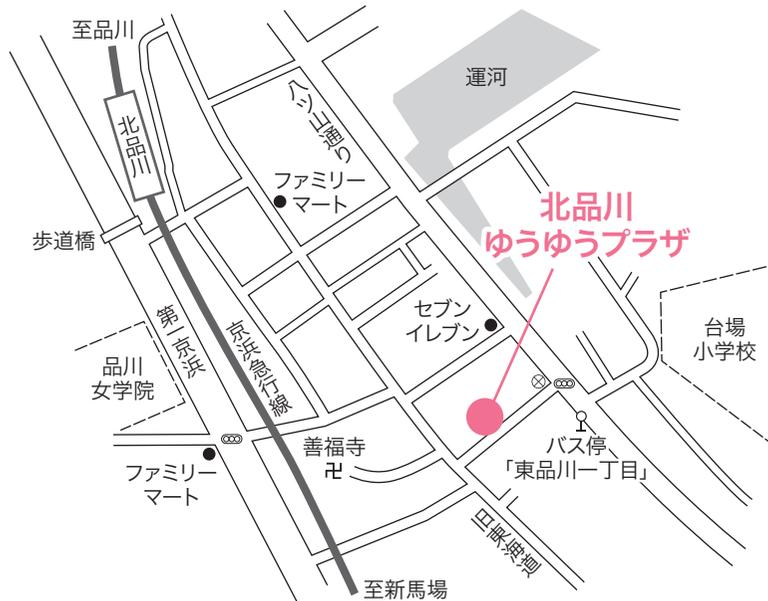 至品川
運河
北品川
八ツ山通り
ファミリー
マート
北品川
ゆうゆうプラザ
歩道橋
セブン
イレブン
台場
小学校
第一京浜
京浜急行線
品川
女学院
善福寺
卍
バス停
「東品川一丁目」
ファミリー
マート
旧東海道
至新馬場